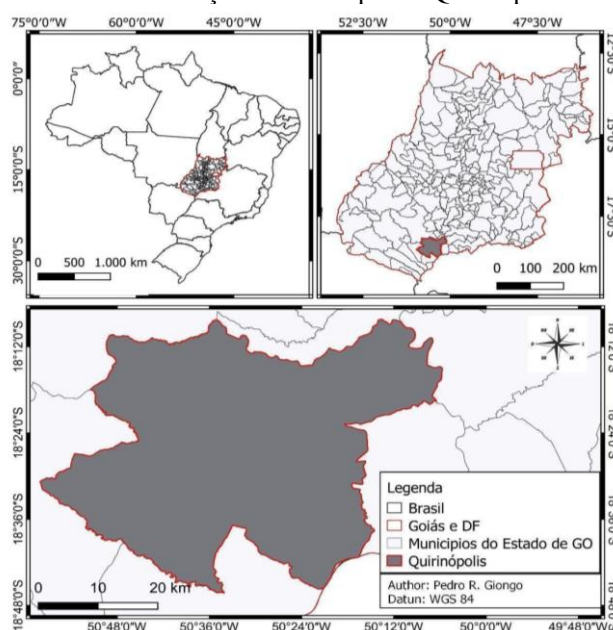 75°0'0"S 60°0'0"S 45°0'0"S
52°30'S 50°0'S 47°30'S
0°0'0"S
15°0'0"S
30°0'0"S
0 500 1.000 km
17°30'S
0 100 200 km
18°12'0"S
18°24'0"S
18°36'0"S
18°48'0"S
Legenda
Brasil
Goiás e DF
Municipios do Estado de GO
Quirinópolis
Author: Pedro R. Giongo
Datun: WGS 84
0 10 20 km
50°48'0"S 50°36'0"S 50°24'0"S 50°12'0"S 50°0'0"S 49°48'0"S